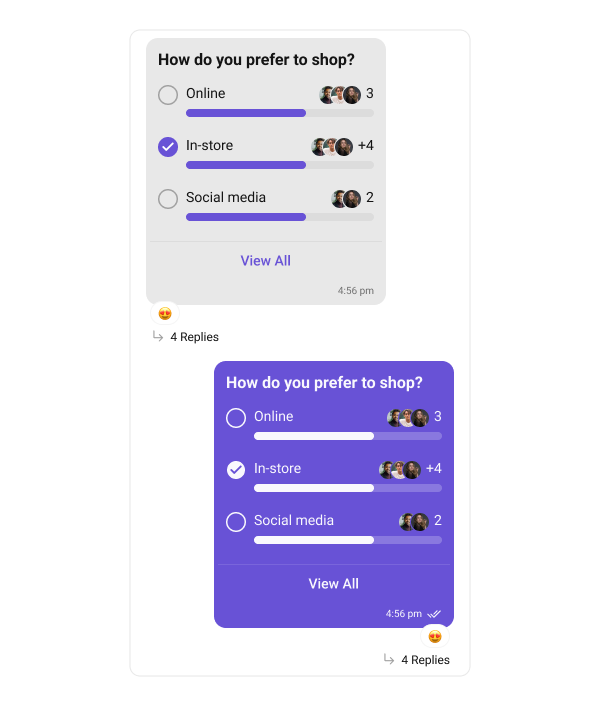 How do you prefer to shop?
Online 3
In-store +4
Social media 2
View All
4:56 pm
4 Replies
How do you prefer to shop?
Online 3
In-store +4
Social media 2
View All
4:56 pm
4 Replies